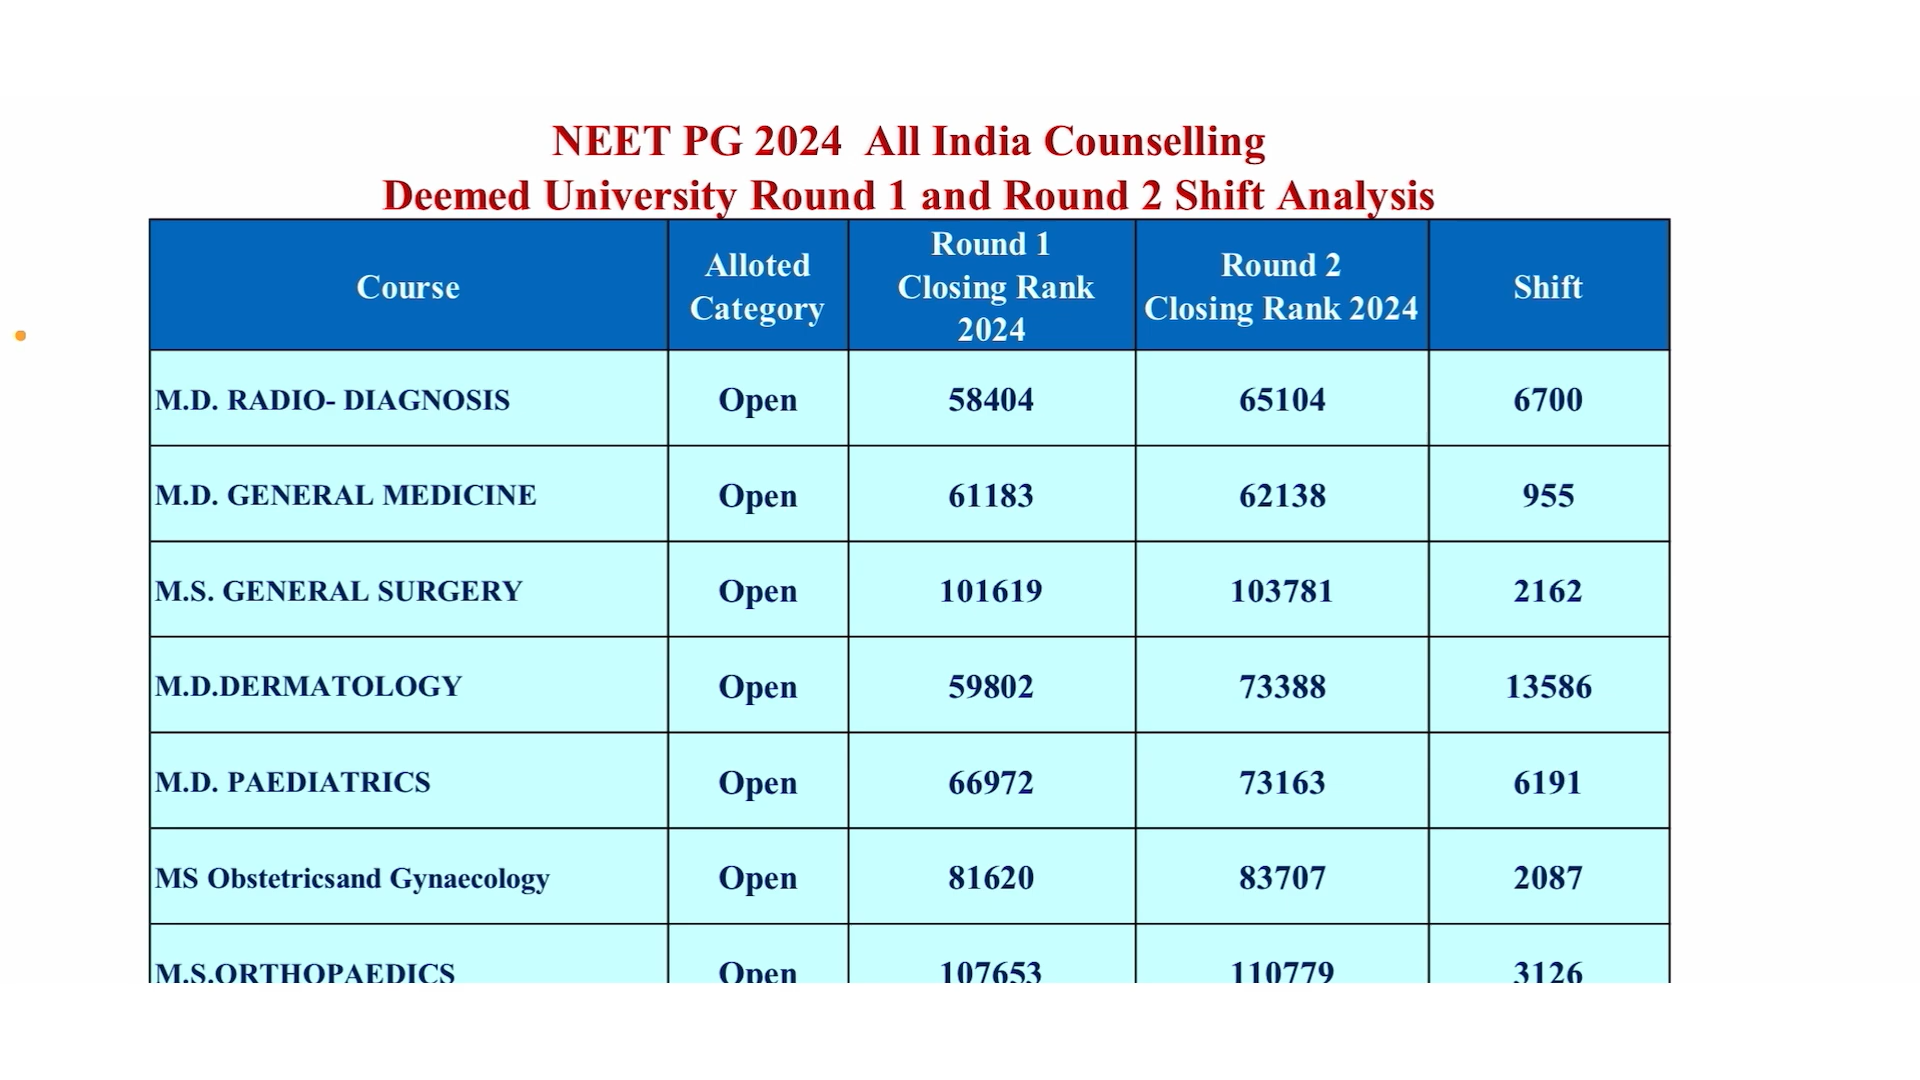 NEET PG 2024 All India Counselling
Deemed University Round 1 and Round 2 Shift Analysis
Course Alloted Category Round 1 Closing Rank 2024 Round 2 Closing Rank 2024 Shift
M.D. RADIO- DIAGNOSIS Open 58404 65104 6700
M.D. GENERAL MEDICINE Open 61183 62138 955
M.S. GENERAL SURGERY Open 101619 103781 2162
M.D.DERMATOLOGY Open 59802 73388 13586
M.D. PAEDIATRICS Open 66972 73163 6191
MS Obstetricsand Gynaecology Open 81620 83707 2087
M.S.ORTHOPAEDICS Open 107653 110779 3126